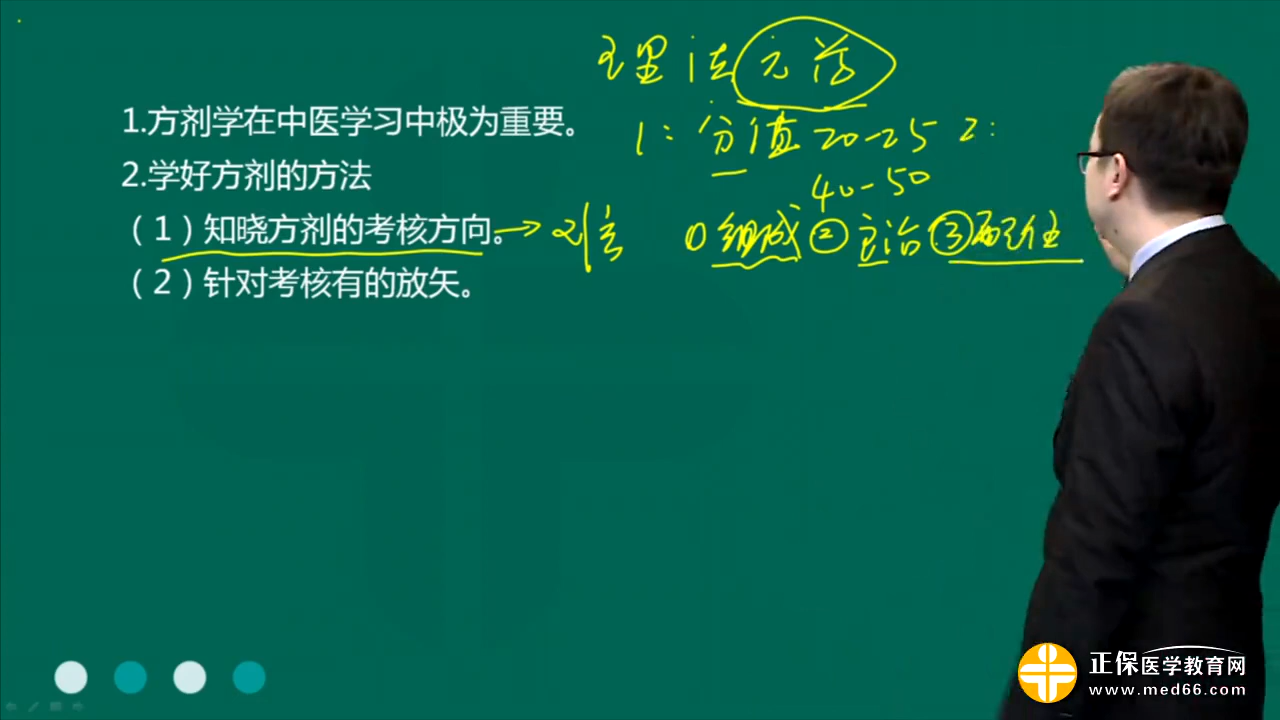 理法方药
1.方剂学在中医学习中极为重要。
1: 分值 20-25 2:
2.学好方剂的方法
40-50
（1）知晓方剂的考核方向。→
①组成 ②主治 ③配伍
（2）针对考核有的放矢。
正保医学教育网
www.med66.com